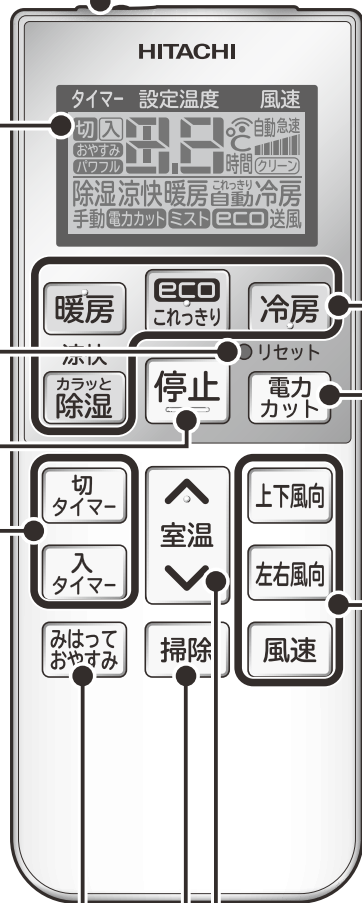 HITACHI
タイマー 設定温度 風速
切 入 8.8 ℃ 自動 急速
おやすみ
パワフル 時間 クリーン
除湿 涼快 暖房 これっきり自動 冷房
手動 電力カット ミスト eco 送風
暖房 eco これっきり 冷房
涼快 リセット
カラッと除湿 停止 電力カット
切タイマー 室温 上下風向
入タイマー 左右風向
みはっておやすみ 掃除 風速